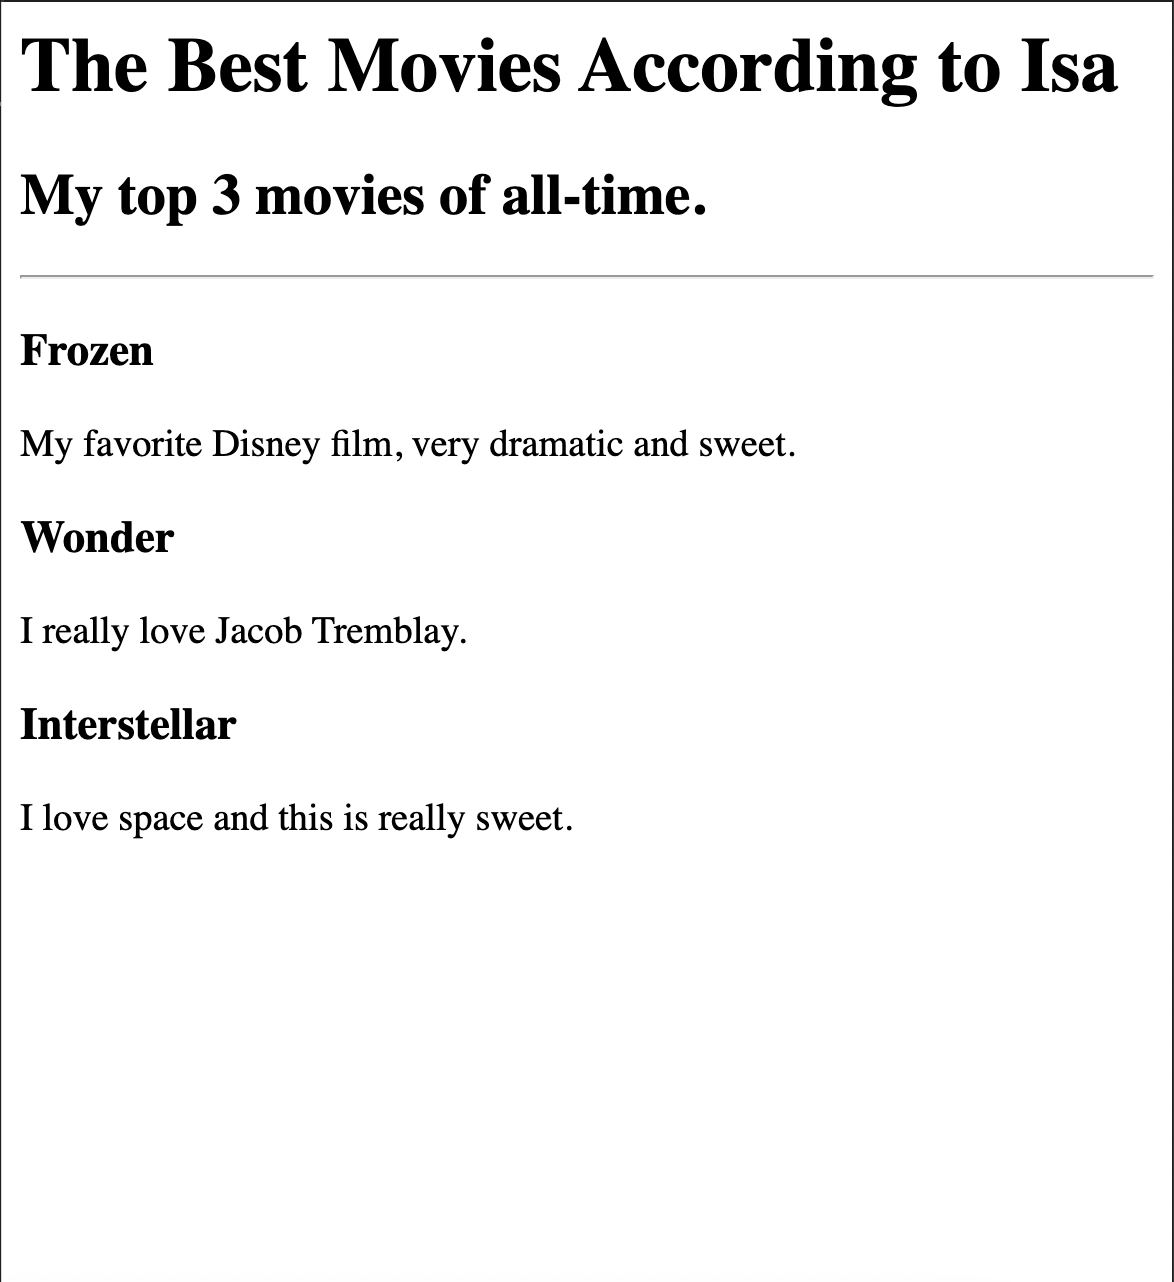 The Best Movies According to Isa
My top 3 movies of all-time.
Frozen
My favorite Disney film, very dramatic and sweet.
Wonder
I really love Jacob Tremblay.
Interstellar
I love space and this is really sweet.